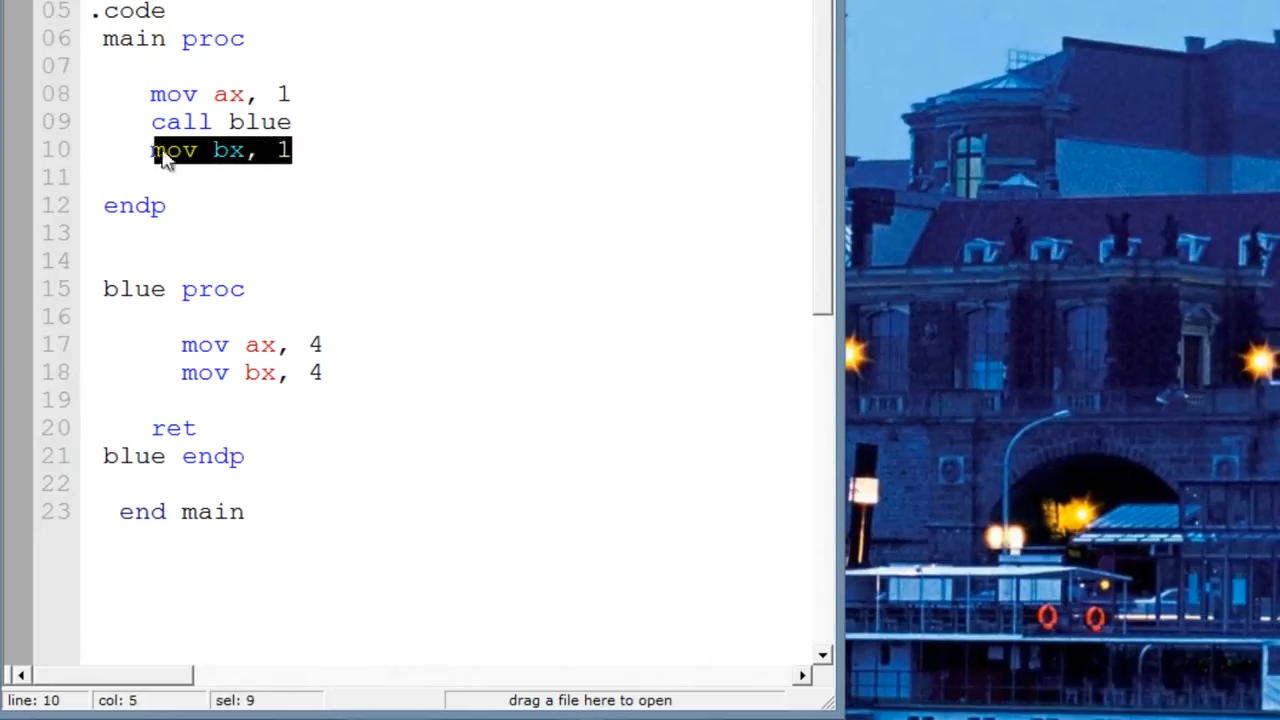 05 .code
06 main proc
07
08 mov ax, 1
09 call blue
10 mov bx, 1
11
12 endp
13
14
15 blue proc
16
17 mov ax, 4
18 mov bx, 4
19
20 ret
21 blue endp
22
23 end main
line: 10 col: 5 sel: 9 drag a file here to open